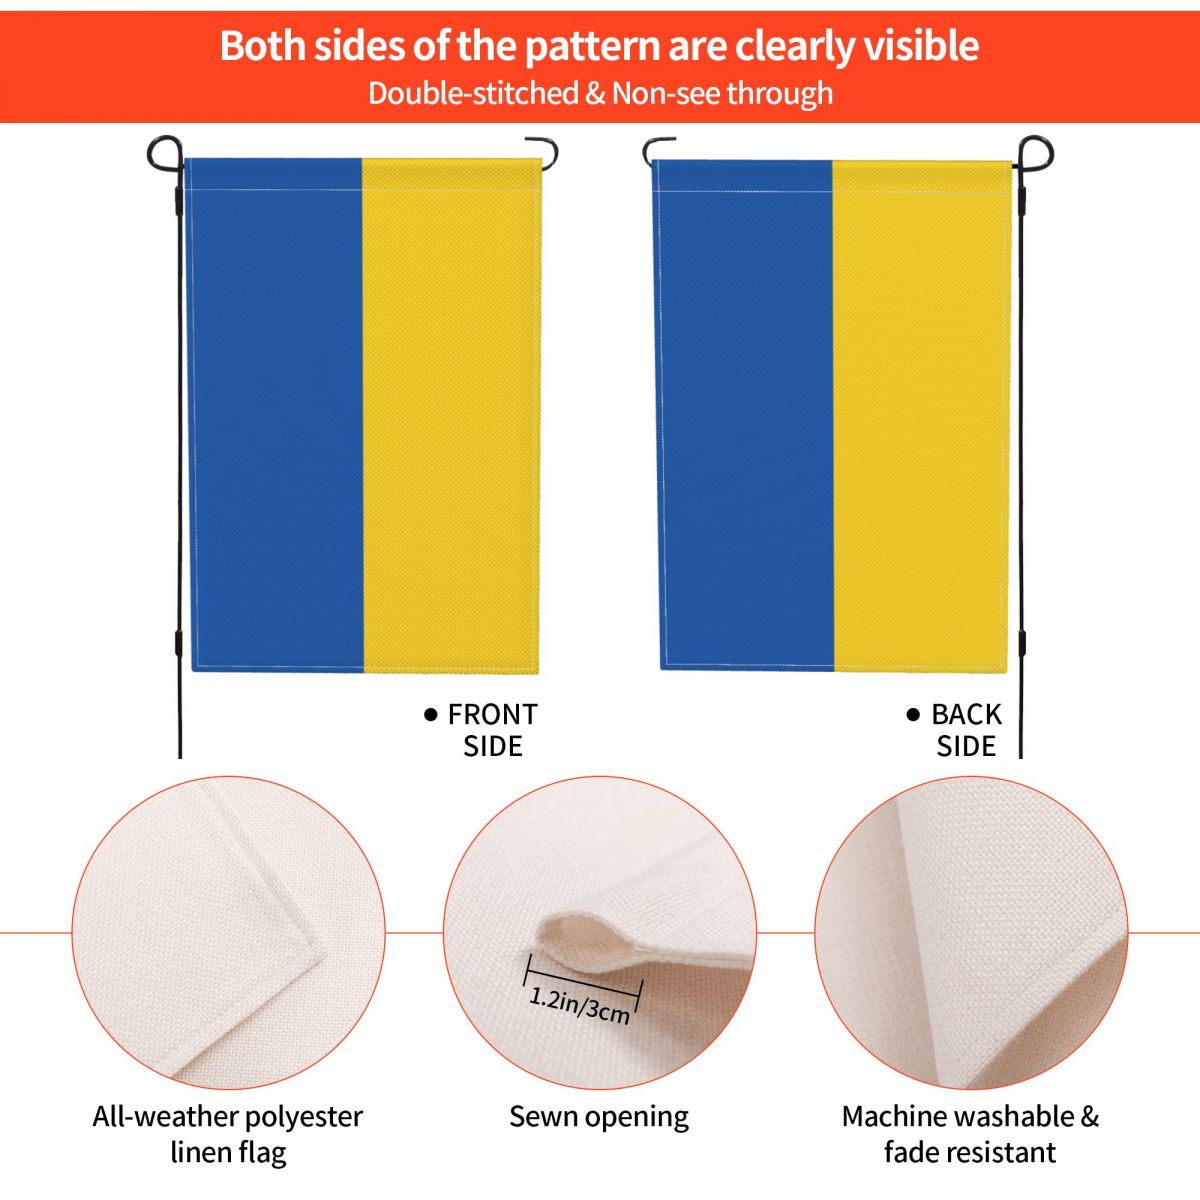 Both sides of the pattern are clearly visible
Double-stitched & Non-see through
● FRONT
SIDE
● BACK
SIDE
1.2in/3cm
All-weather polyester
linen flag
Sewn opening
Machine washable &
fade resistant